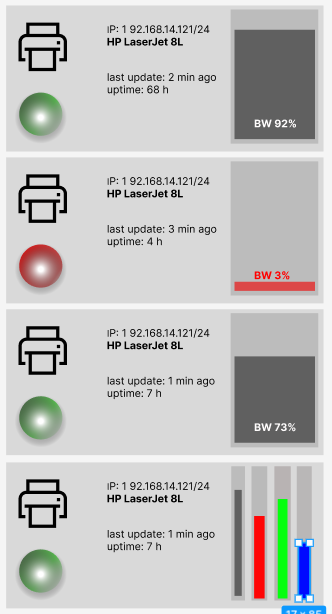 IP: 1 92.168.14.121/24
HP LaserJet 8L
last update: 2 min ago
uptime: 68 h
BW 92%
IP: 1 92.168.14.121/24
HP LaserJet 8L
last update: 3 min ago
uptime: 4 h
BW 3%
IP: 1 92.168.14.121/24
HP LaserJet 8L
last update: 1 min ago
uptime: 7 h
BW 73%
IP: 1 92.168.14.121/24
HP LaserJet 8L
last update: 1 min ago
uptime: 7 h